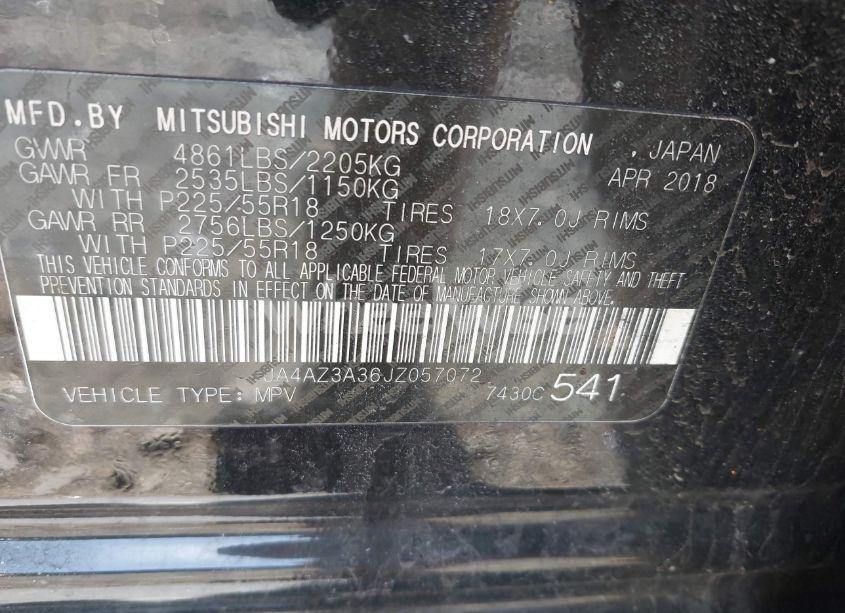 MFD.BY MITSUBISHI MOTORS CORPORATION , JAPAN
GVWR 4861LBS/2205KG APR 2018
GAWR FR 2535LBS/1150KG
WITH P225/55R18 TIRES 18X7.0J RIMS
GAWR RR 2756LBS/1250KG
WITH P225/55R18 TIRES 17X7.0J RIMS
THIS VEHICLE CONFORMS TO ALL APPLICABLE FEDERAL MOTOR VEHICLE SAFETY AND THEFT
PREVENTION STANDARDS IN EFFECT ON THE DATE OF MANUFACTURE SHOWN ABOVE.
JA4AZ3A36JZ057072
VEHICLE TYPE: MPV 7430C 541